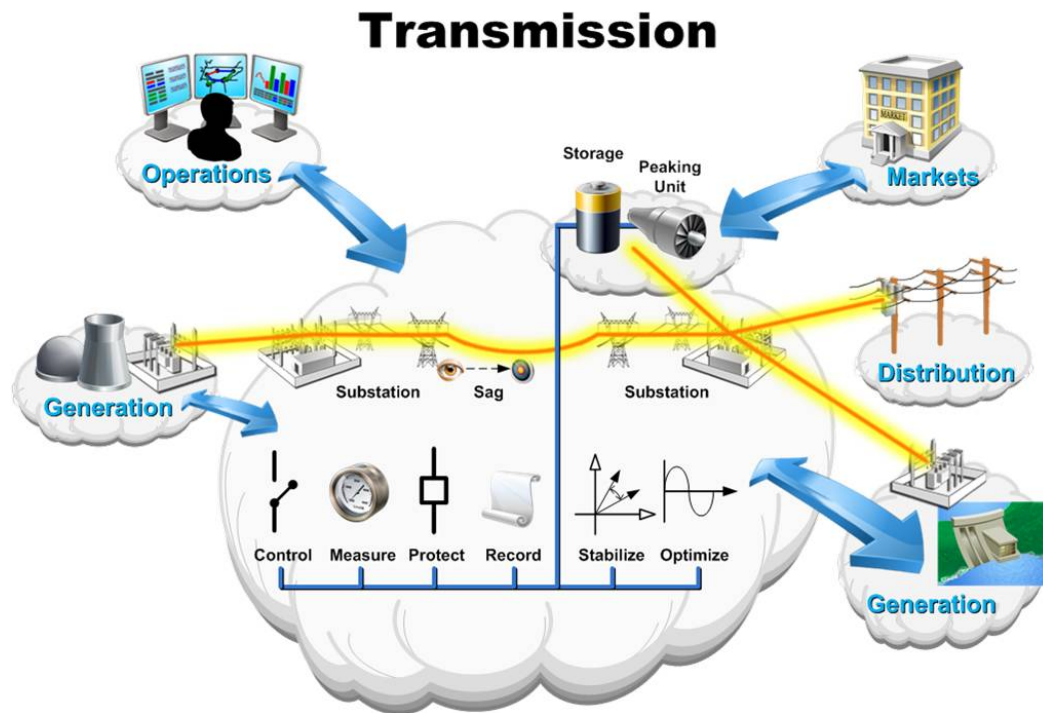 Transmission
Operations
MARKET
Markets
Storage
Peaking
Unit
Generation
Substation
Sag
Substation
Distribution
Control
Measure
Protect
Record
Stabilize
Optimize
Generation